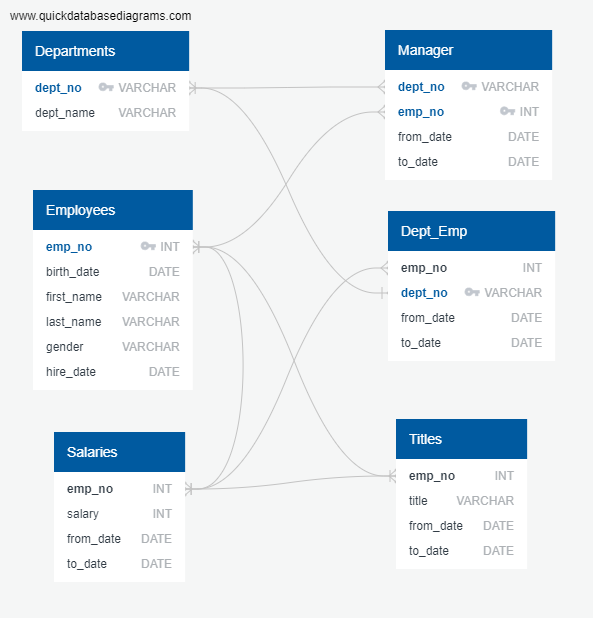 www.quickdatabasediagrams.com
Departments
dept_no VARCHAR
dept_name VARCHAR
Manager
dept_no VARCHAR
emp_no INT
from_date DATE
to_date DATE
Employees
emp_no INT
birth_date DATE
first_name VARCHAR
last_name VARCHAR
gender VARCHAR
hire_date DATE
Dept_Emp
emp_no INT
dept_no VARCHAR
from_date DATE
to_date DATE
Salaries
emp_no INT
salary INT
from_date DATE
to_date DATE
Titles
emp_no INT
title VARCHAR
from_date DATE
to_date DATE